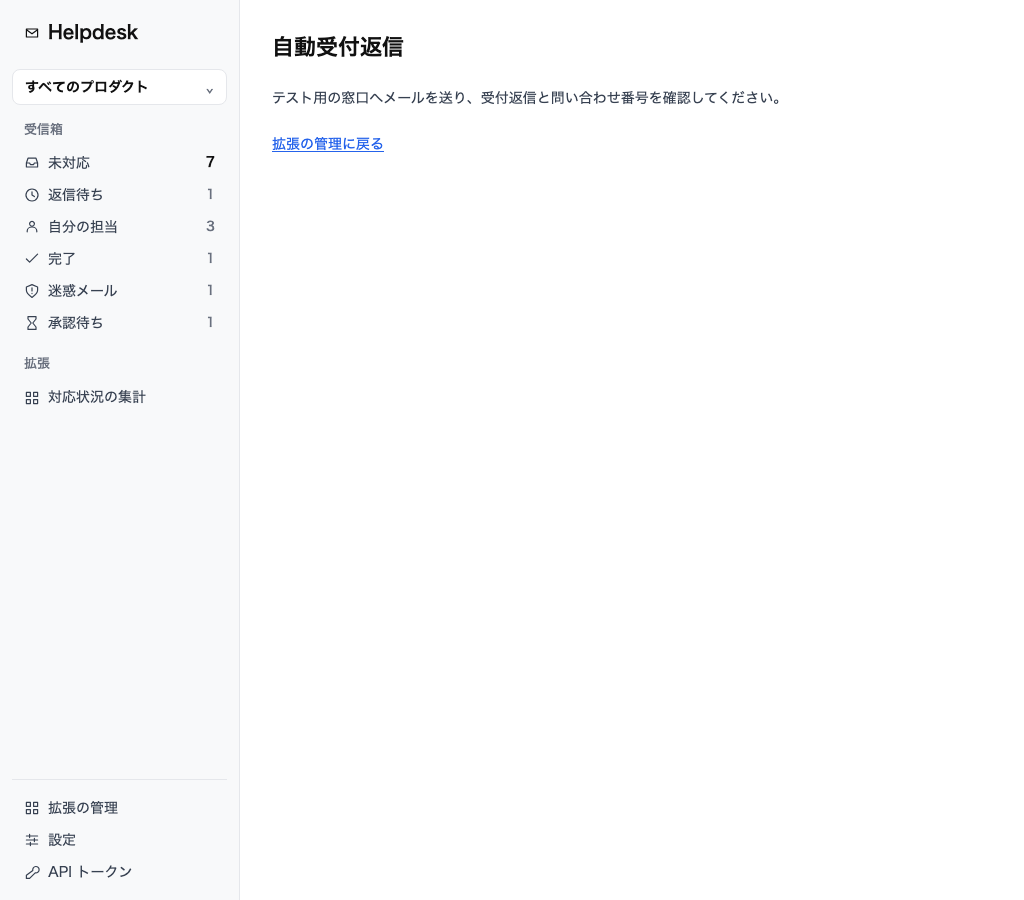 Helpdesk
すべてのプロダクト
受信箱
未対応 7
返信待ち 1
自分の担当 3
完了 1
迷惑メール 1
承認待ち 1
拡張
対応状況の集計
拡張の管理
設定
API トークン
自動受付返信
テスト用の窓口へメールを送り、受付返信と問い合わせ番号を確認してください。
拡張の管理に戻る